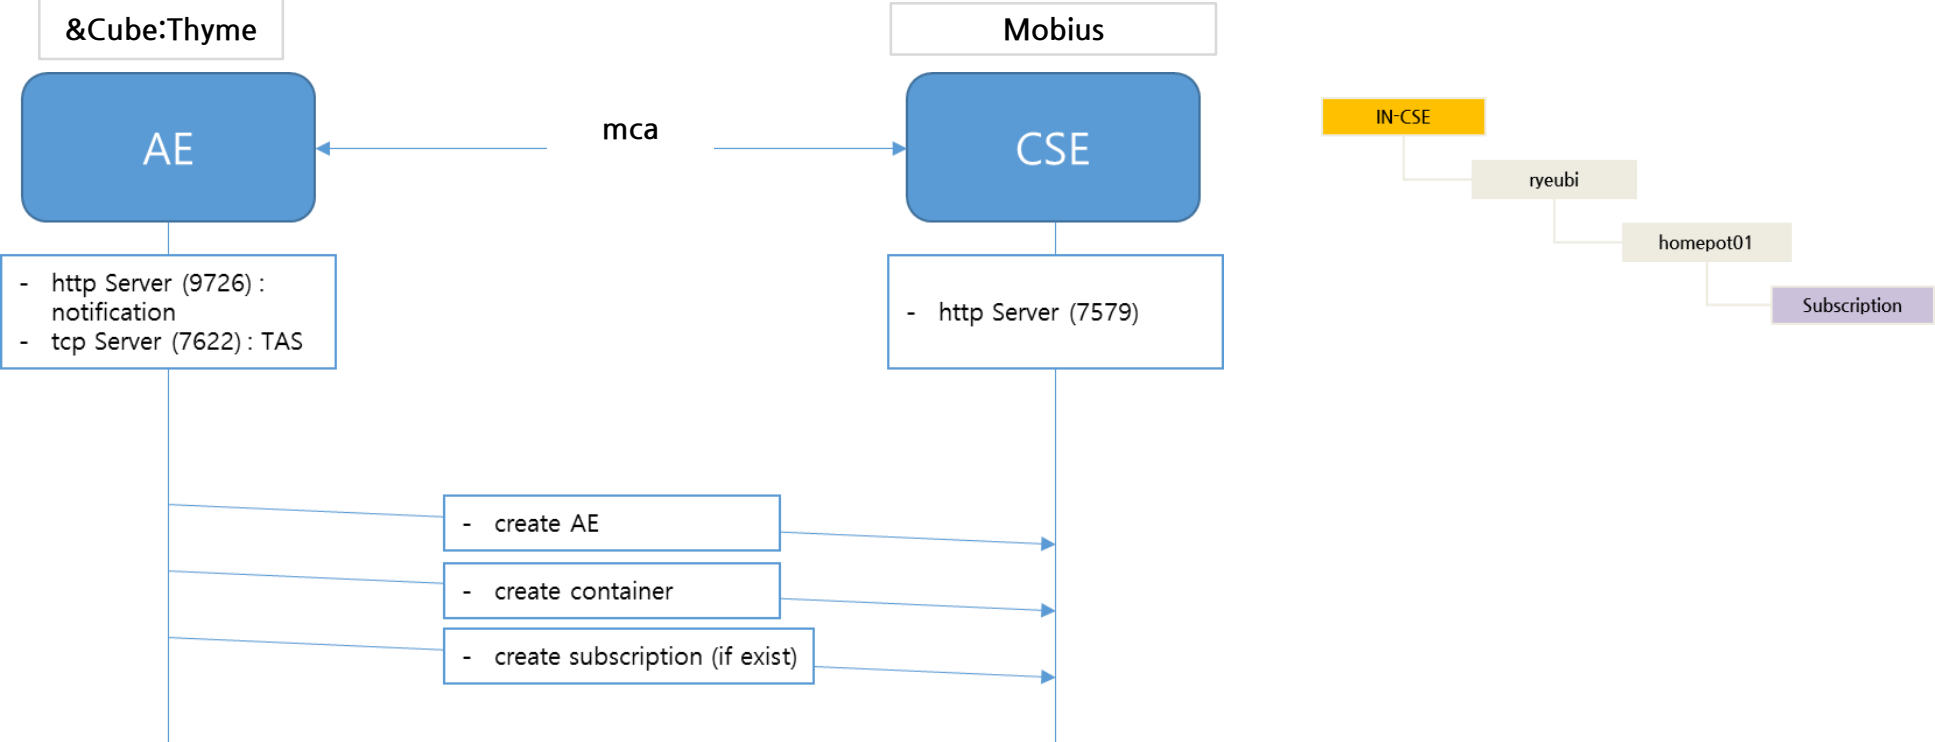 &Cube:Thyme
Mobius
AE
mca
CSE
- http Server (9726) :
notification
- tcp Server (7622) : TAS
- http Server (7579)
- create AE
- create container
- create subscription (if exist)
IN-CSE
ryeubi
homepot01
Subscription